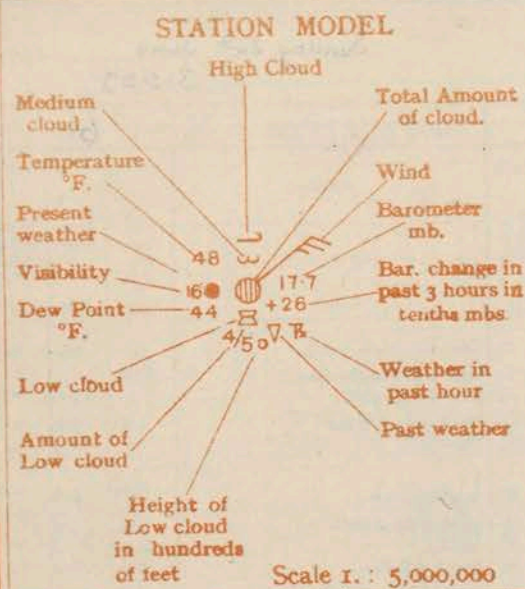 STATION MODEL
High Cloud
Medium
cloud
Total Amount
of cloud.
Temperature
°F.
Wind
Present
weather
Barometer
mb.
48
Visibility
16
17.7
Bar. change in
past 3 hours in
tenths mbs.
Dew Point
°F.
44
+26
4/50
Low cloud
Weather in
past hour
Amount of
Low cloud
Past weather
Height of
Low cloud
in hundreds
of feet
Scale 1. : 5,000,000